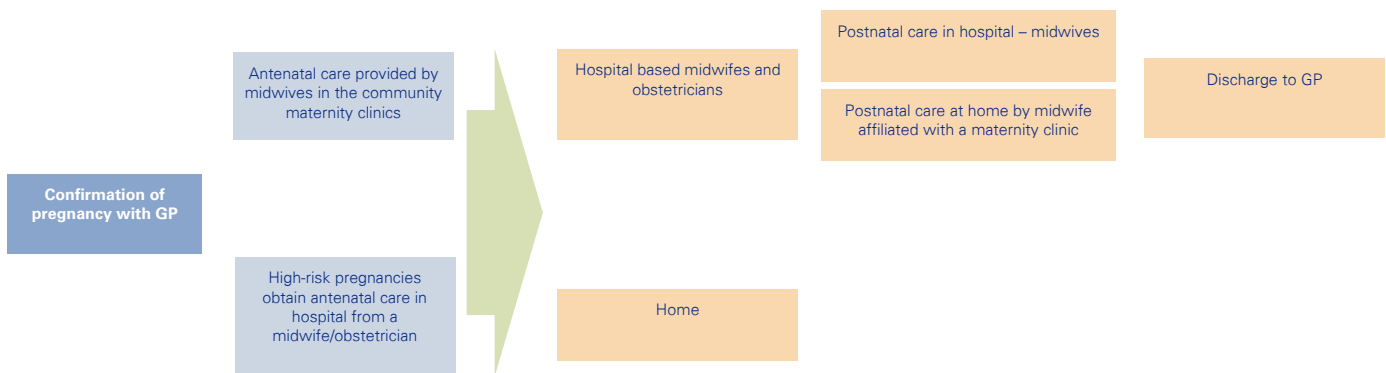 Confirmation of
pregnancy with GP
Antenatal care provided by
midwives in the community
maternity clinics
High-risk pregnancies
obtain antenatal care in
hospital from a
midwife/obstetrician
Hospital based midwifes and
obstetricians
Home
Postnatal care in hospital – midwives
Postnatal care at home by midwife
affiliated with a maternity clinic
Discharge to GP